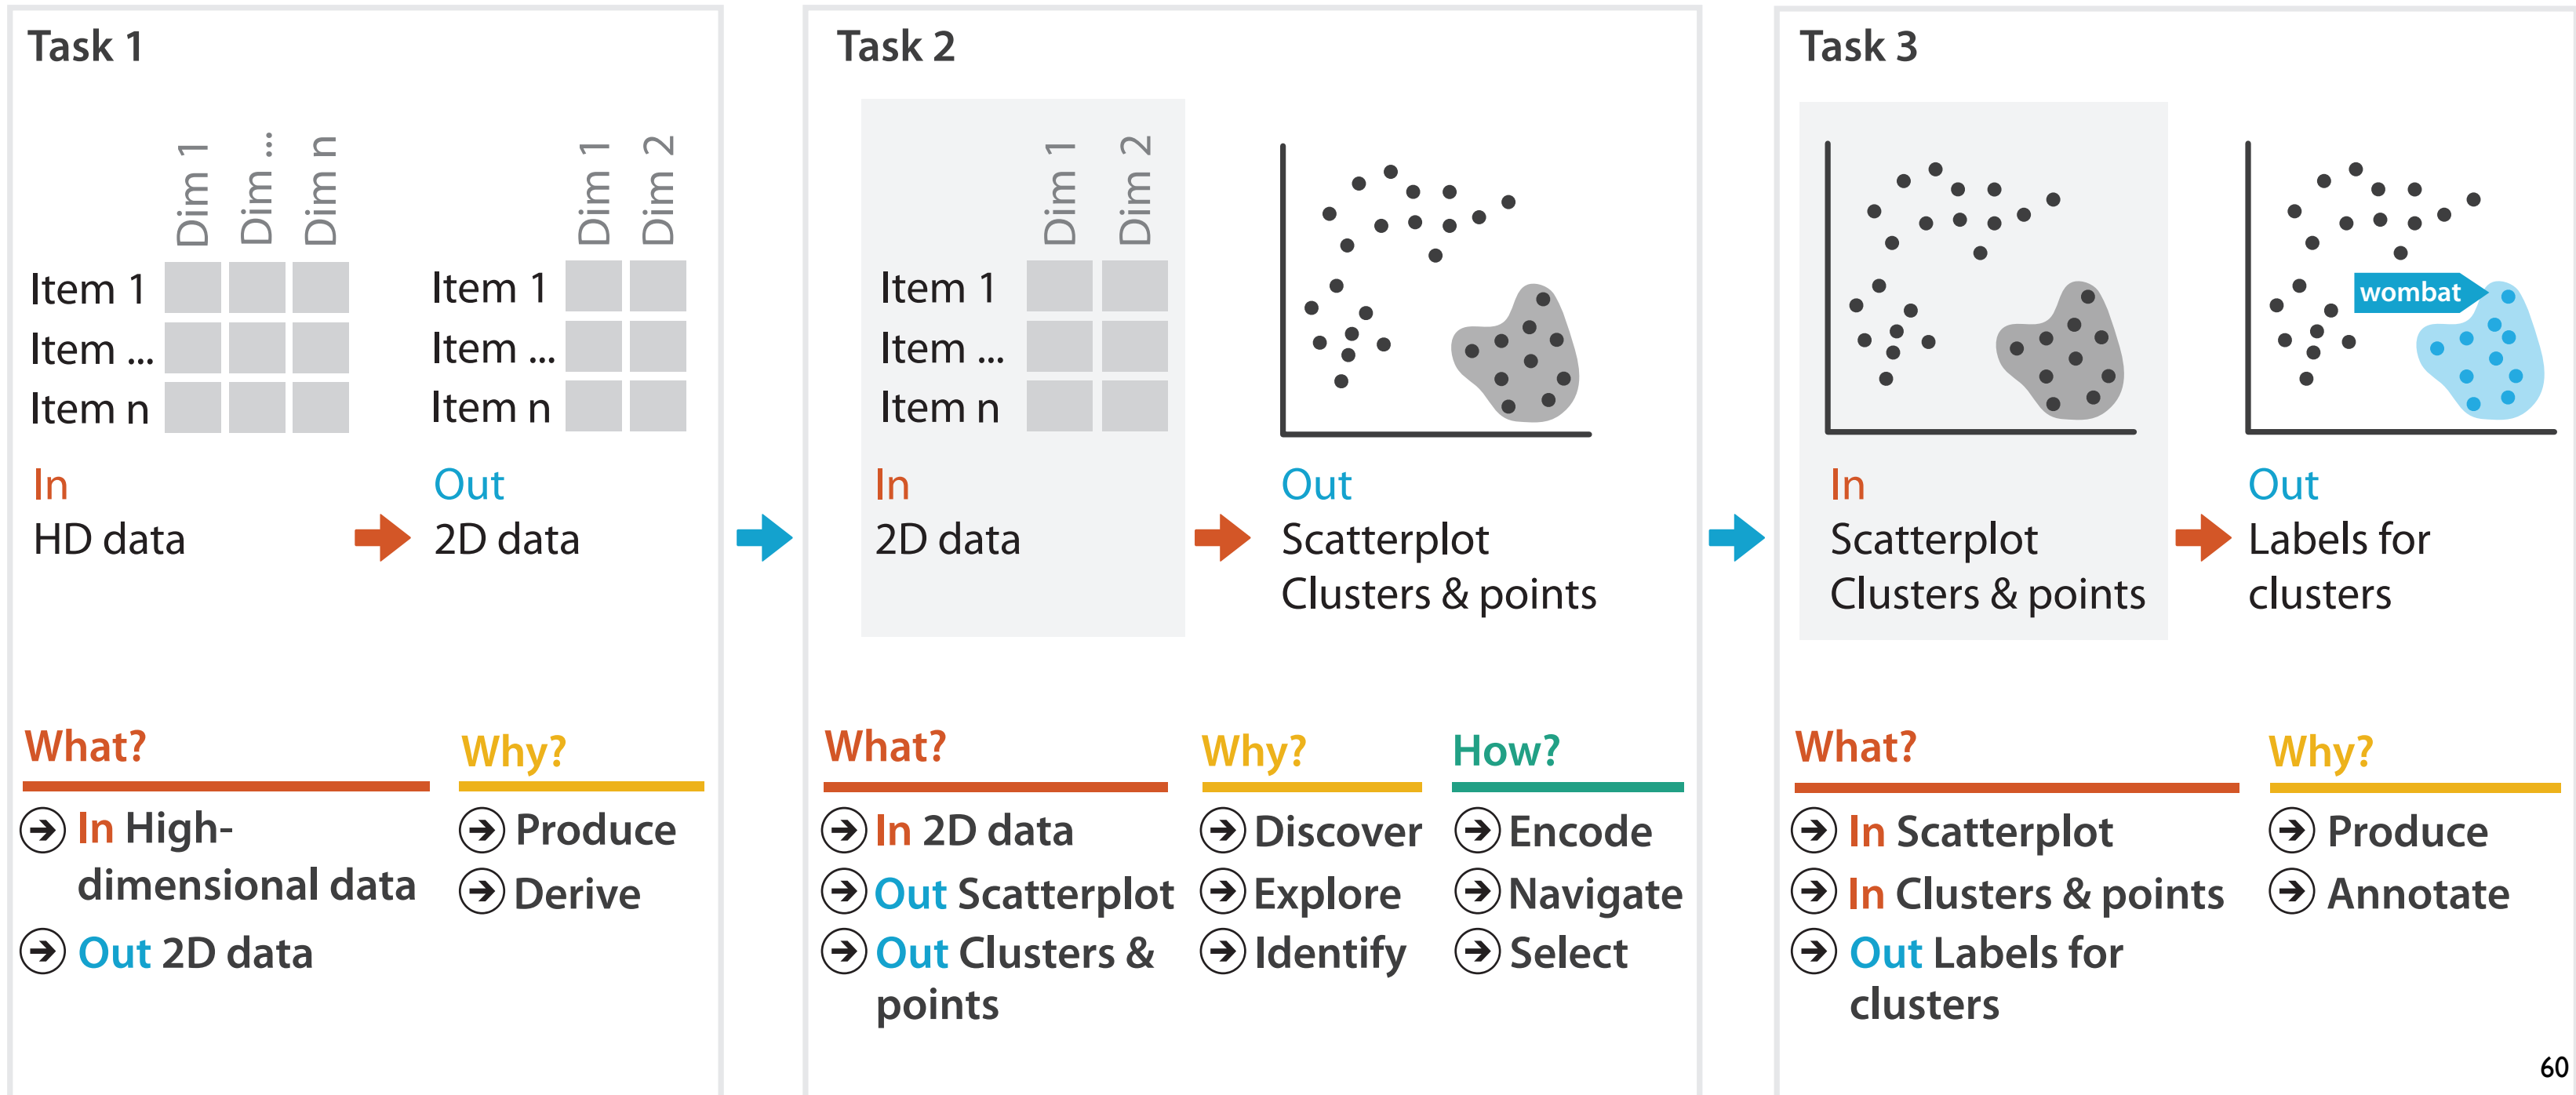 Task 1
Dim 1
Dim ...
Dim n
Item 1
Item ...
Item n
In
HD data
Dim 1
Dim 2
Item 1
Item ...
Item n
Out
2D data
What?
In High-
dimensional data
Out 2D data
Why?
Produce
Derive
Task 2
Dim 1
Dim 2
Item 1
Item ...
Item n
In
2D data
Out
Scatterplot
Clusters & points
What?
In 2D data
Out Scatterplot
Out Clusters &
points
Why?
Discover
Explore
Identify
How?
Encode
Navigate
Select
Task 3
In
Scatterplot
Clusters & points
wombat
Out
Labels for
clusters
What?
In Scatterplot
In Clusters & points
Out Labels for
clusters
Why?
Produce
Annotate
60